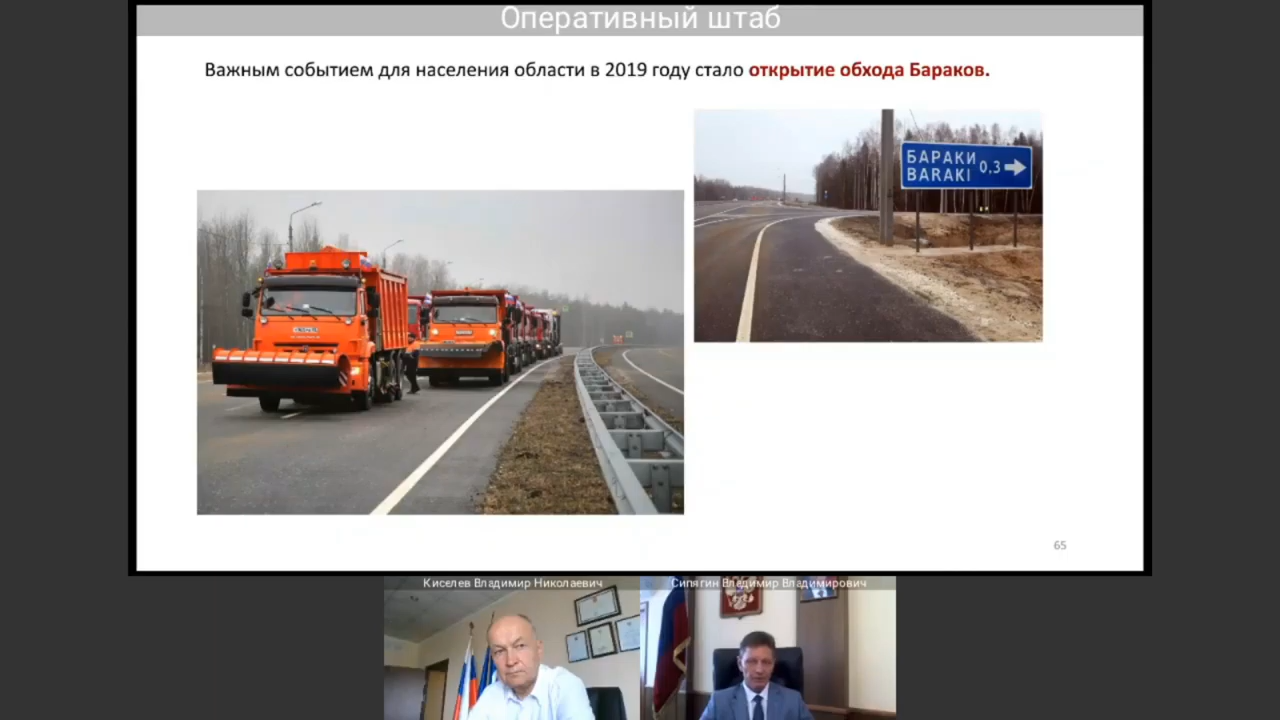 Оперативный штаб
Важным событием для населения области в 2019 году стало открытие обхода Бараков.
БАРАКИ 0,3
BARAKI
65
Киселев Владимир Николаевич
Сипягин Владимир Владимирович